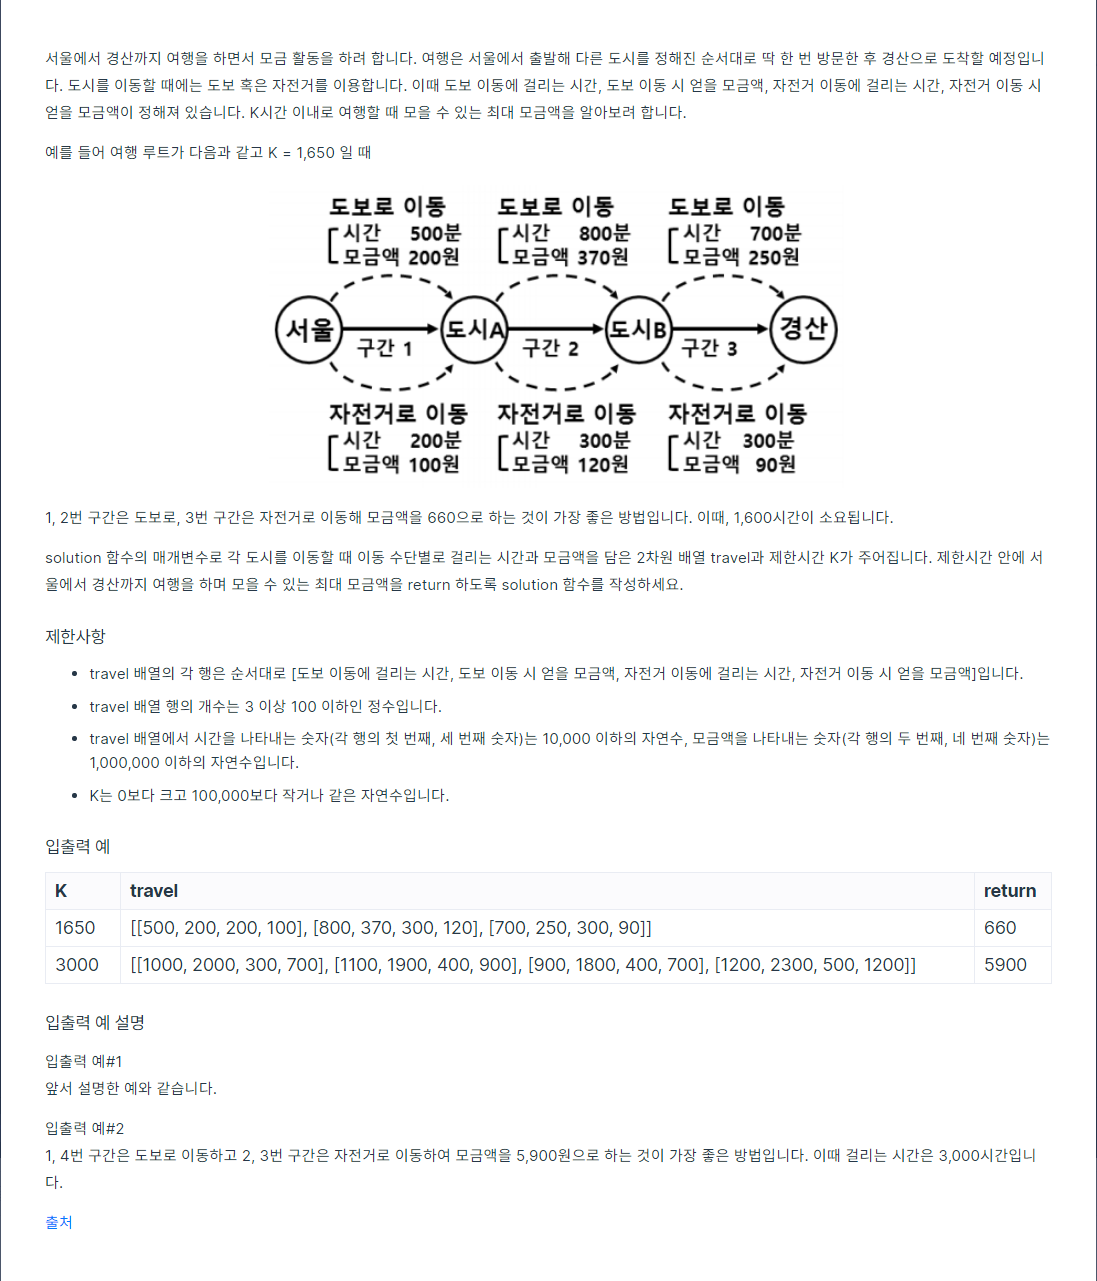 서울에서 경산까지 여행을 하면서 모금 활동을 하려 합니다. 여행은 서울에서 출발해 다른 도시를 정해진 순서대로 딱 한 번 방문한 후 경산으로 도착할 예정입니
다. 도시를 이동할 때에는 도보 혹은 자전거를 이용합니다. 이때 도보 이동에 걸리는 시간, 도보 이동 시 얻을 모금액, 자전거 이동에 걸리는 시간, 자전거 이동 시
얻을 모금액이 정해져 있습니다. K시간 이내로 여행할 때 모을 수 있는 최대 모금액을 알아보려 합니다.
예를 들어 여행 루트가 다음과 같고 K = 1,650 일 때
도보로 이동 도보로 이동 도보로 이동
시간 500분 시간 800분 시간 700분
모금액 200원 모금액 370원 모금액 250원
서울 도시A 도시B 경산
구간 1 구간 2 구간 3
자전거로 이동 자전거로 이동 자전거로 이동
시간 200분 시간 300분 시간 300분
모금액 100원 모금액 120원 모금액 90원
1, 2번 구간은 도보로, 3번 구간은 자전거로 이동해 모금액을 660으로 하는 것이 가장 좋은 방법입니다. 이때, 1,600시간이 소요됩니다.
solution 함수의 매개변수로 각 도시를 이동할 때 이동 수단별로 걸리는 시간과 모금액을 담은 2차원 배열 travel과 제한시간 K가 주어집니다. 제한시간 안에 서
울에서 경산까지 여행을 하며 모을 수 있는 최대 모금액을 return 하도록 solution 함수를 작성하세요.
제한사항
• travel 배열의 각 행은 순서대로 [도보 이동에 걸리는 시간, 도보 이동 시 얻을 모금액, 자전거 이동에 걸리는 시간, 자전거 이동 시 얻을 모금액]입니다.
• travel 배열 행의 개수는 3 이상 100 이하인 정수입니다.
• travel 배열에서 시간을 나타내는 숫자(각 행의 첫 번째, 세 번째 숫자)는 10,000 이하의 자연수, 모금액을 나타내는 숫자(각 행의 두 번째, 네 번째 숫자)는
1,000,000 이하의 자연수입니다.
• K는 0보다 크고 100,000보다 작거나 같은 자연수입니다.
입출력 예
K travel return
1650 [[500, 200, 200, 100], [800, 370, 300, 120], [700, 250, 300, 90]] 660
3000 [[1000, 2000, 300, 700], [1100, 1900, 400, 900], [900, 1800, 400, 700], [1200, 2300, 500, 1200]] 5900
입출력 예 설명
입출력 예#1
앞서 설명한 예와 같습니다.
입출력 예#2
1, 4번 구간은 도보로 이동하고 2, 3번 구간은 자전거로 이동하여 모금액을 5,900원으로 하는 것이 가장 좋은 방법입니다. 이때 걸리는 시간은 3,000시간입니
다.
출처